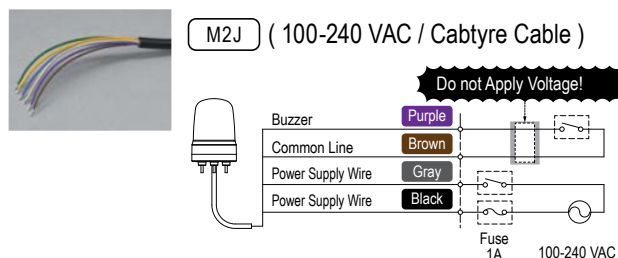 M2J ( 100-240 VAC / Cabtyre Cable )
Do not Apply Voltage!
Buzzer Purple
Common Line Brown
Power Supply Wire Gray
Power Supply Wire Black
Fuse
1A 100-240 VAC